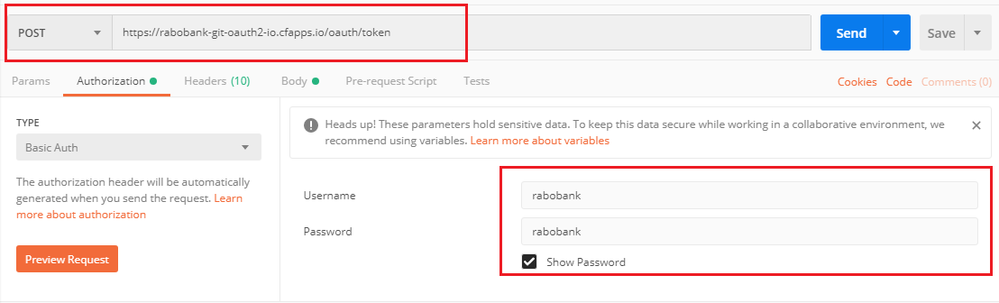 POST https://rabobank-git-oauth2-io.cfapps.io/oauth/token Send Save
Params Authorization Headers (10) Body Pre-request Script Tests Cookies Code Comments (0)
TYPE
Basic Auth
The authorization header will be automatically
generated when you send the request. Learn
more about authorization
Preview Request
Heads up! These parameters hold sensitive data. To keep this data secure while working in a collaborative environment, we
recommend using variables. Learn more about variables
Username rabobank
Password rabobank
Show Password